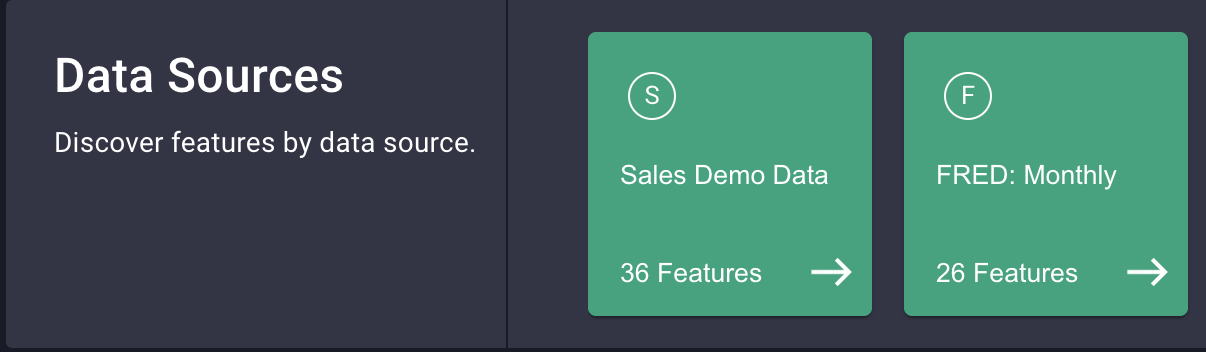 Data Sources
Discover features by data source.
S
Sales Demo Data
36 Features
F
FRED: Monthly
26 Features